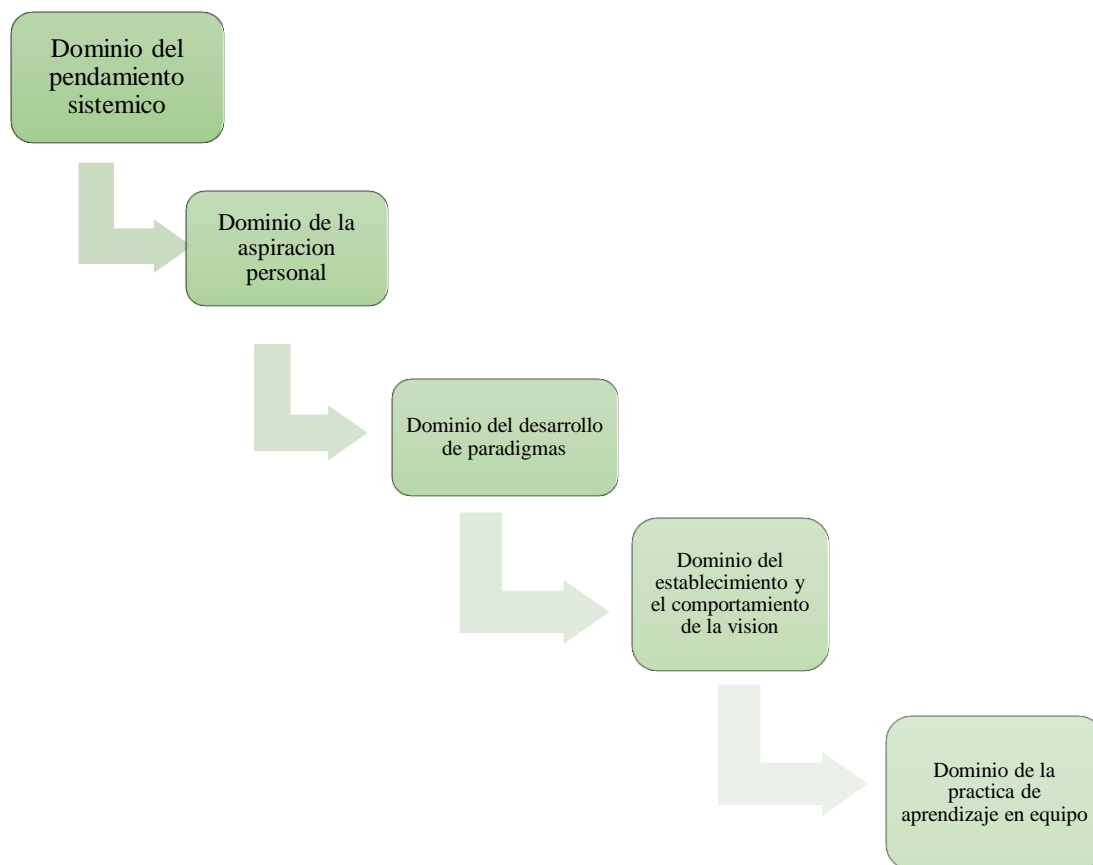 Dominio del
pendamiento
sistemico
Dominio de la
aspiracion
personal
Dominio del desarrollo
de paradigmas
Dominio del
establecimiento y
el comportamiento
de la vision
Dominio de la
practica de
aprendizaje en equipo